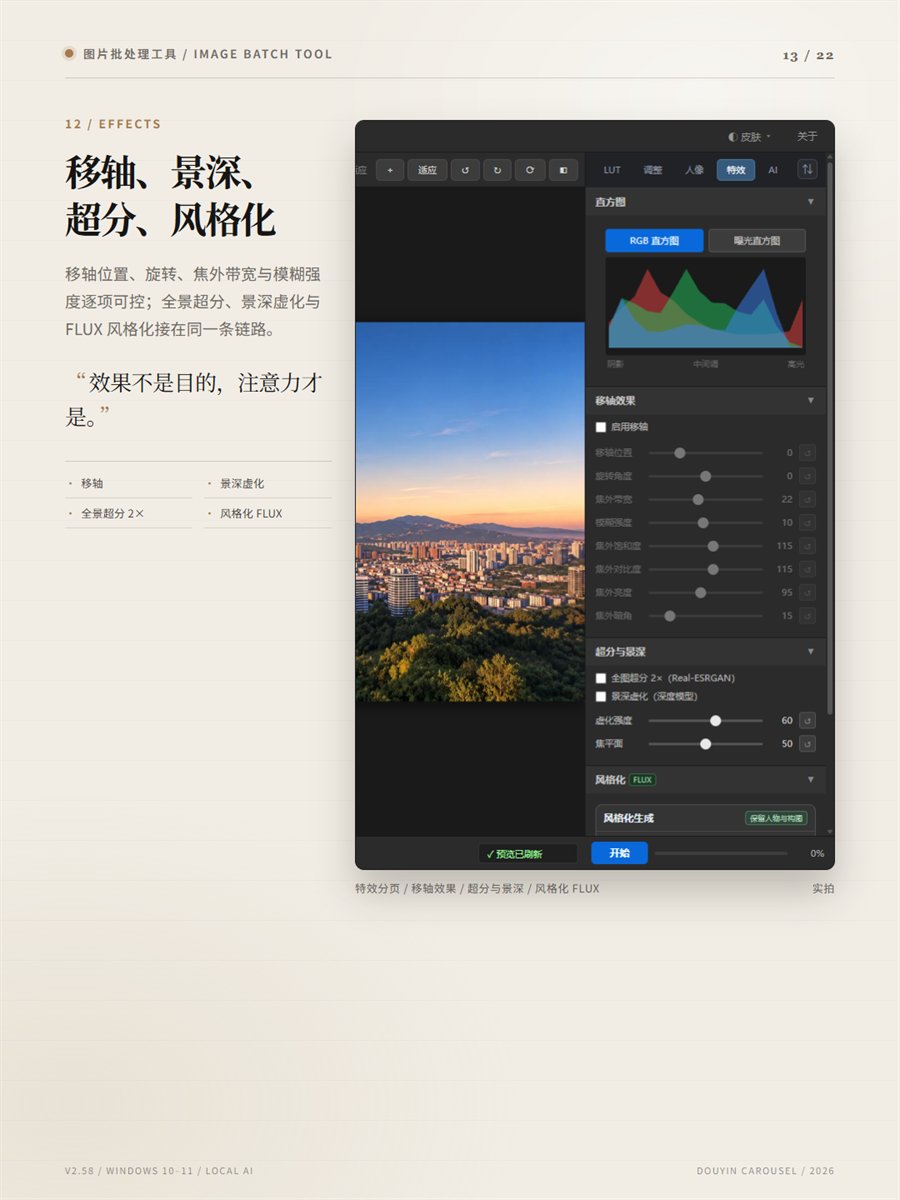 图片批处理工具 / IMAGE BATCH TOOL
13 / 22
12 / EFFECTS
移轴、景深、
超分、风格化
移轴位置、旋转、焦外带宽与模糊强
度逐项可控；全景超分、景深虚化与
FLUX 风格化接在同一条链路。
“效果不是目的，注意力才
是。”
· 移轴
· 景深虚化
· 全景超分 2×
· 风格化 FLUX
皮肤
关于
适应
LUT
调整
人像
特效
AI
直方图
RGB 直方图
曝光直方图
阴影
中间调
高光
移轴效果
启用移轴
移轴位置 0
旋转角度 0
焦外带宽 22
模糊强度 10
焦外饱和度 115
焦外对比度 115
焦外亮度 95
焦外暗角 15
超分与景深
全图超分 2×（Real-ESRGAN）
景深虚化（深度模型）
虚化强度 60
焦平面 50
风格化 FLUX
风格化生成
保留人物与构图
✓ 预览已刷新
开始
0%
特效分页 / 移轴效果 / 超分与景深 / 风格化 FLUX
实拍
V2.58 / WINDOWS 10–11 / LOCAL AI
DOUYIN CAROUSEL / 2026